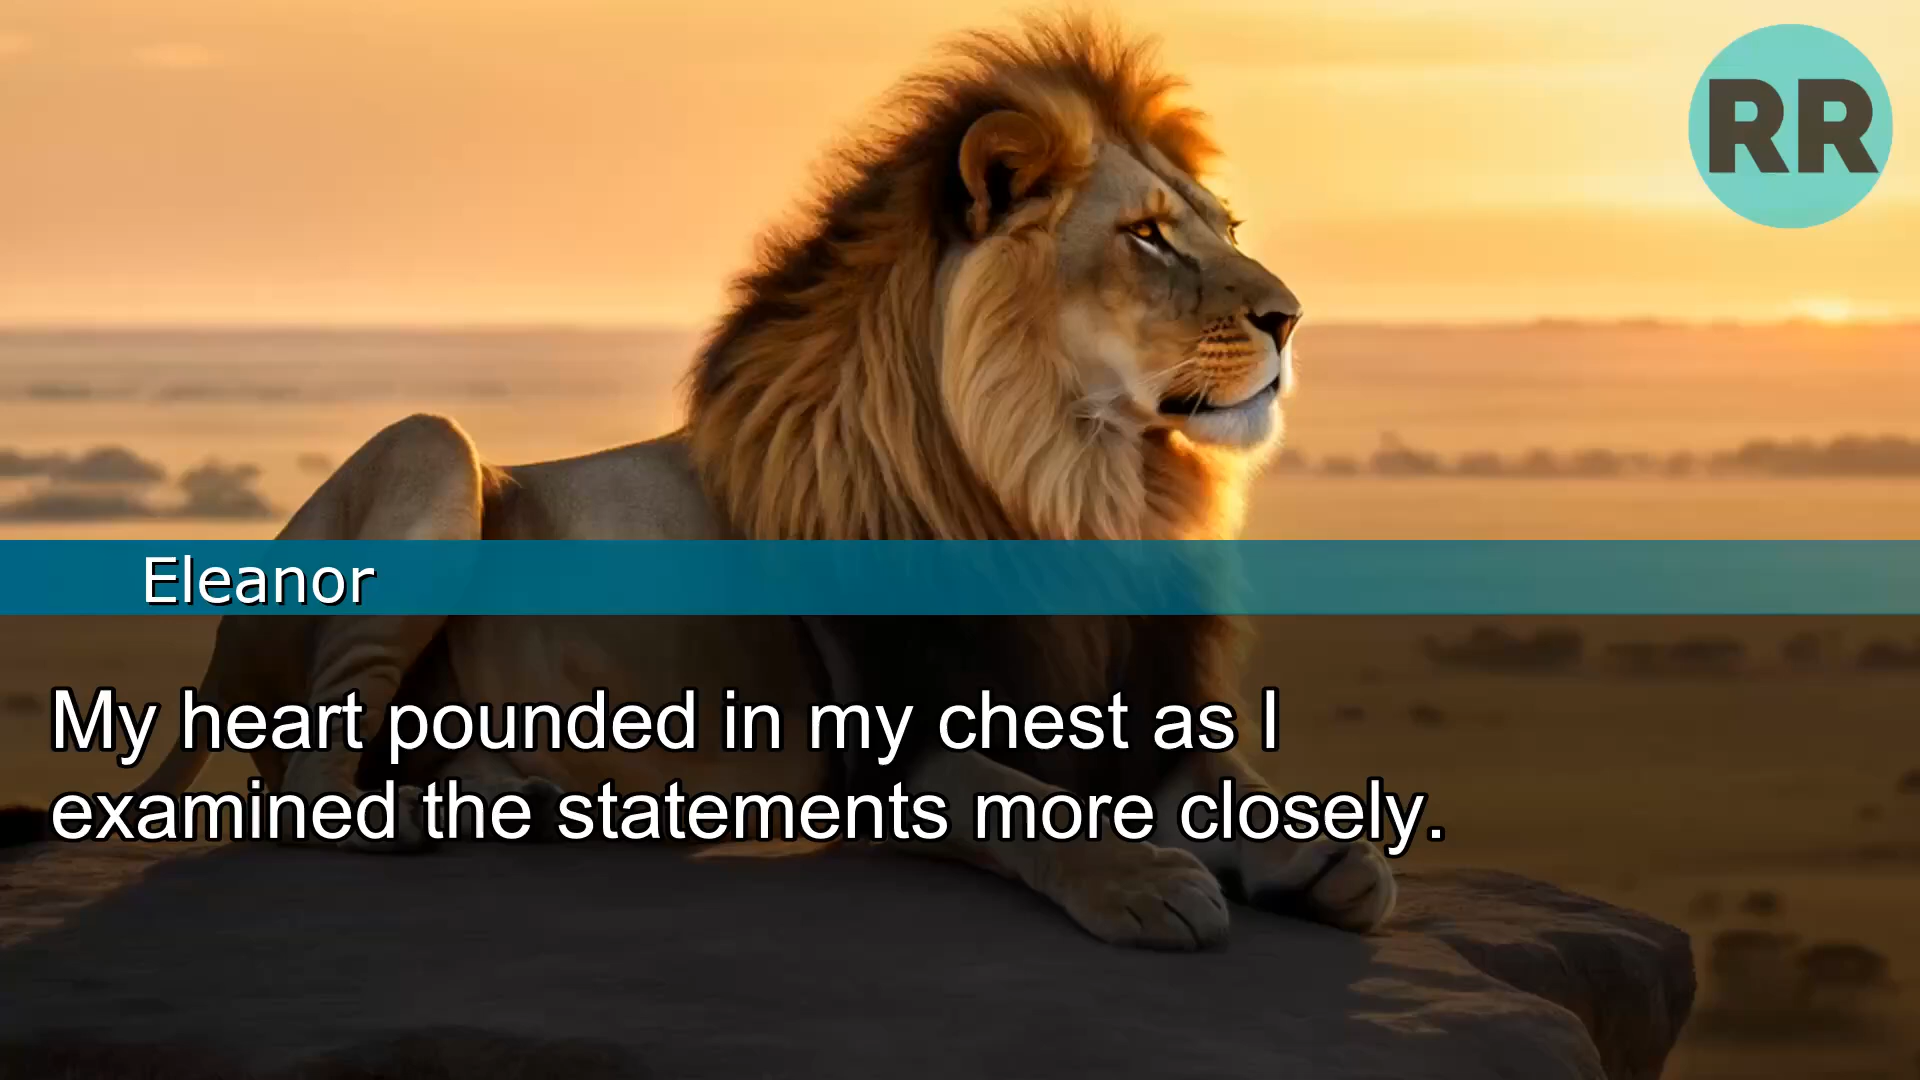 RR
Eleanor
My heart pounded in my chest as I
examined the statements more closely.